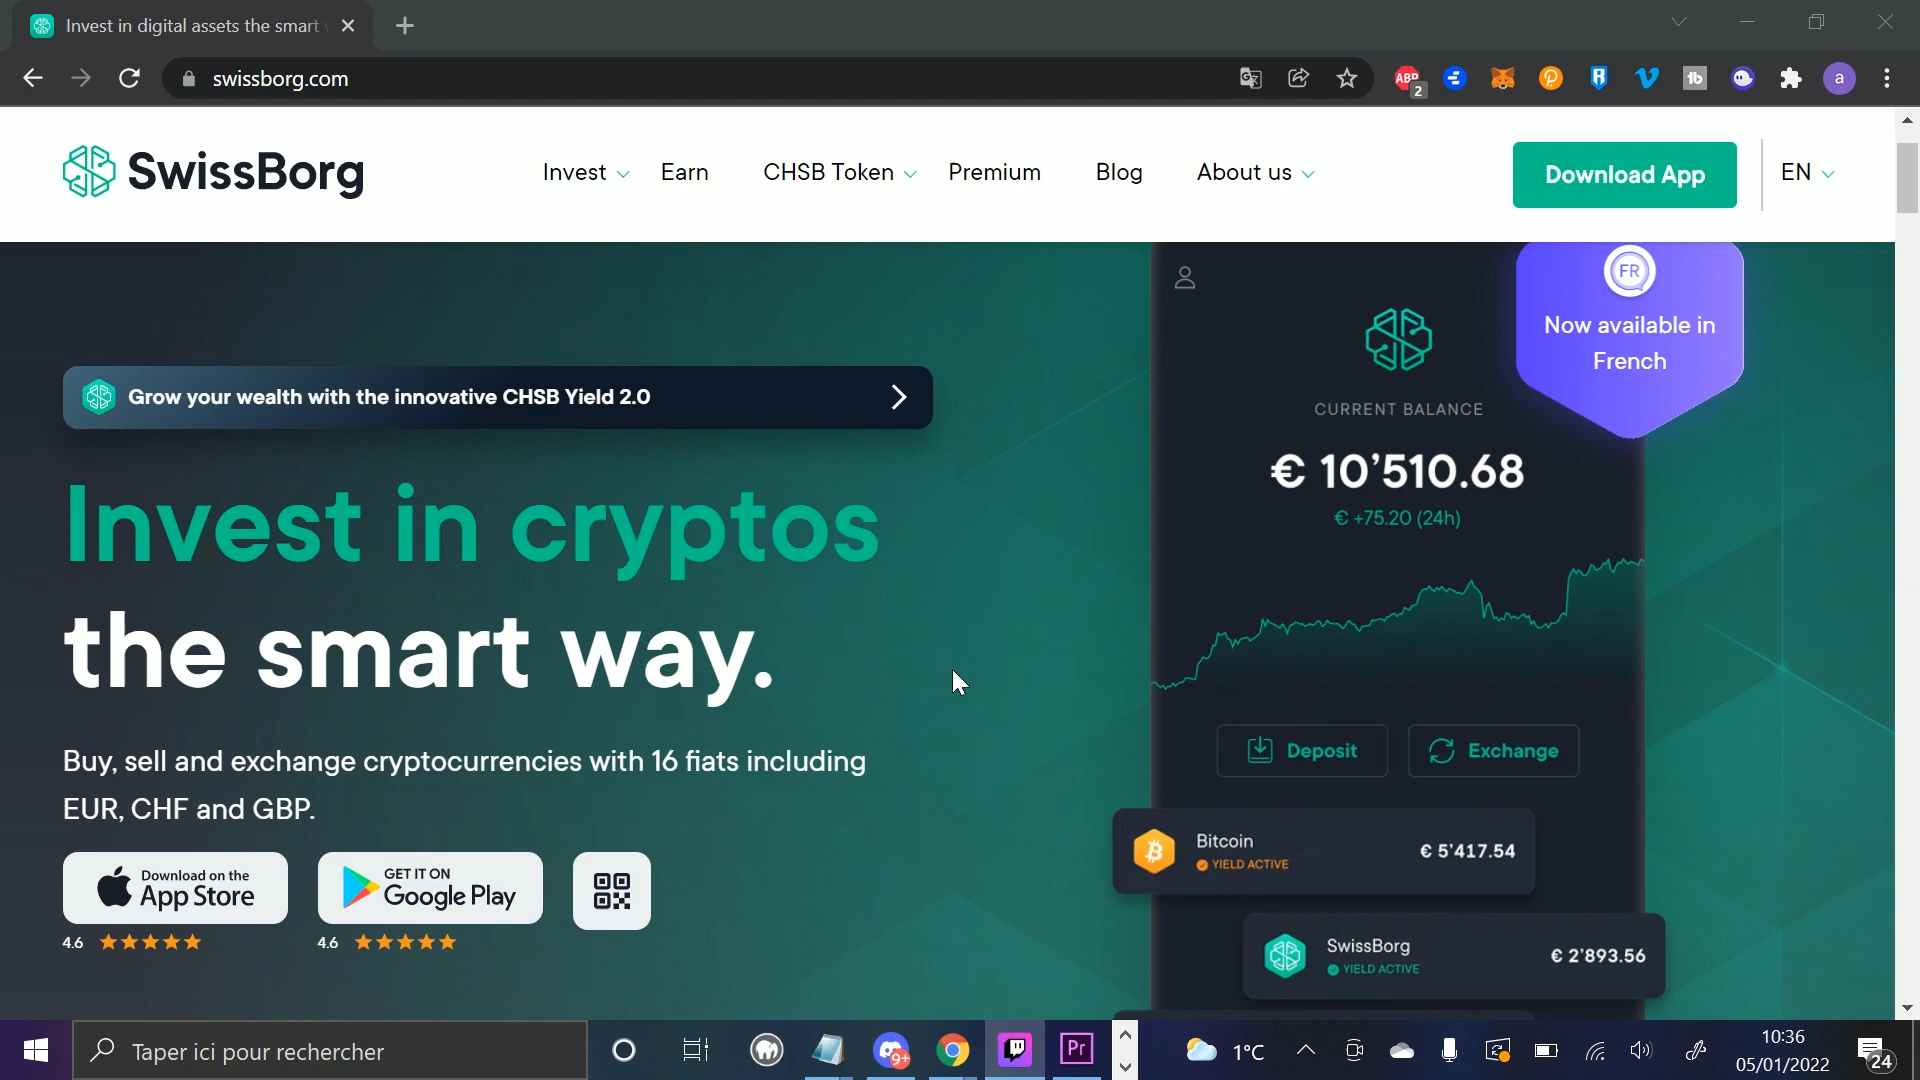 Invest in digital assets the smart
swissborg.com
ABP
2
a
SwissBorg
Invest
Earn
CHSB Token
Premium
Blog
About us
Download App
EN
FR
Now available in
French
Grow your wealth with the innovative CHSB Yield 2.0
Invest in cryptos
the smart way.
Buy, sell and exchange cryptocurrencies with 16 fiats including
EUR, CHF and GBP.
Download on the
App Store
GET IT ON
Google Play
4.6
4.6
CURRENT BALANCE
€ 10’510.68
€ +75.20 (24h)
Deposit
Exchange
Bitcoin
YIELD ACTIVE
€ 5’417.54
SwissBorg
YIELD ACTIVE
€ 2’893.56
Taper ici pour rechercher
9+
Pr
1°C
10:36
05/01/2022
24